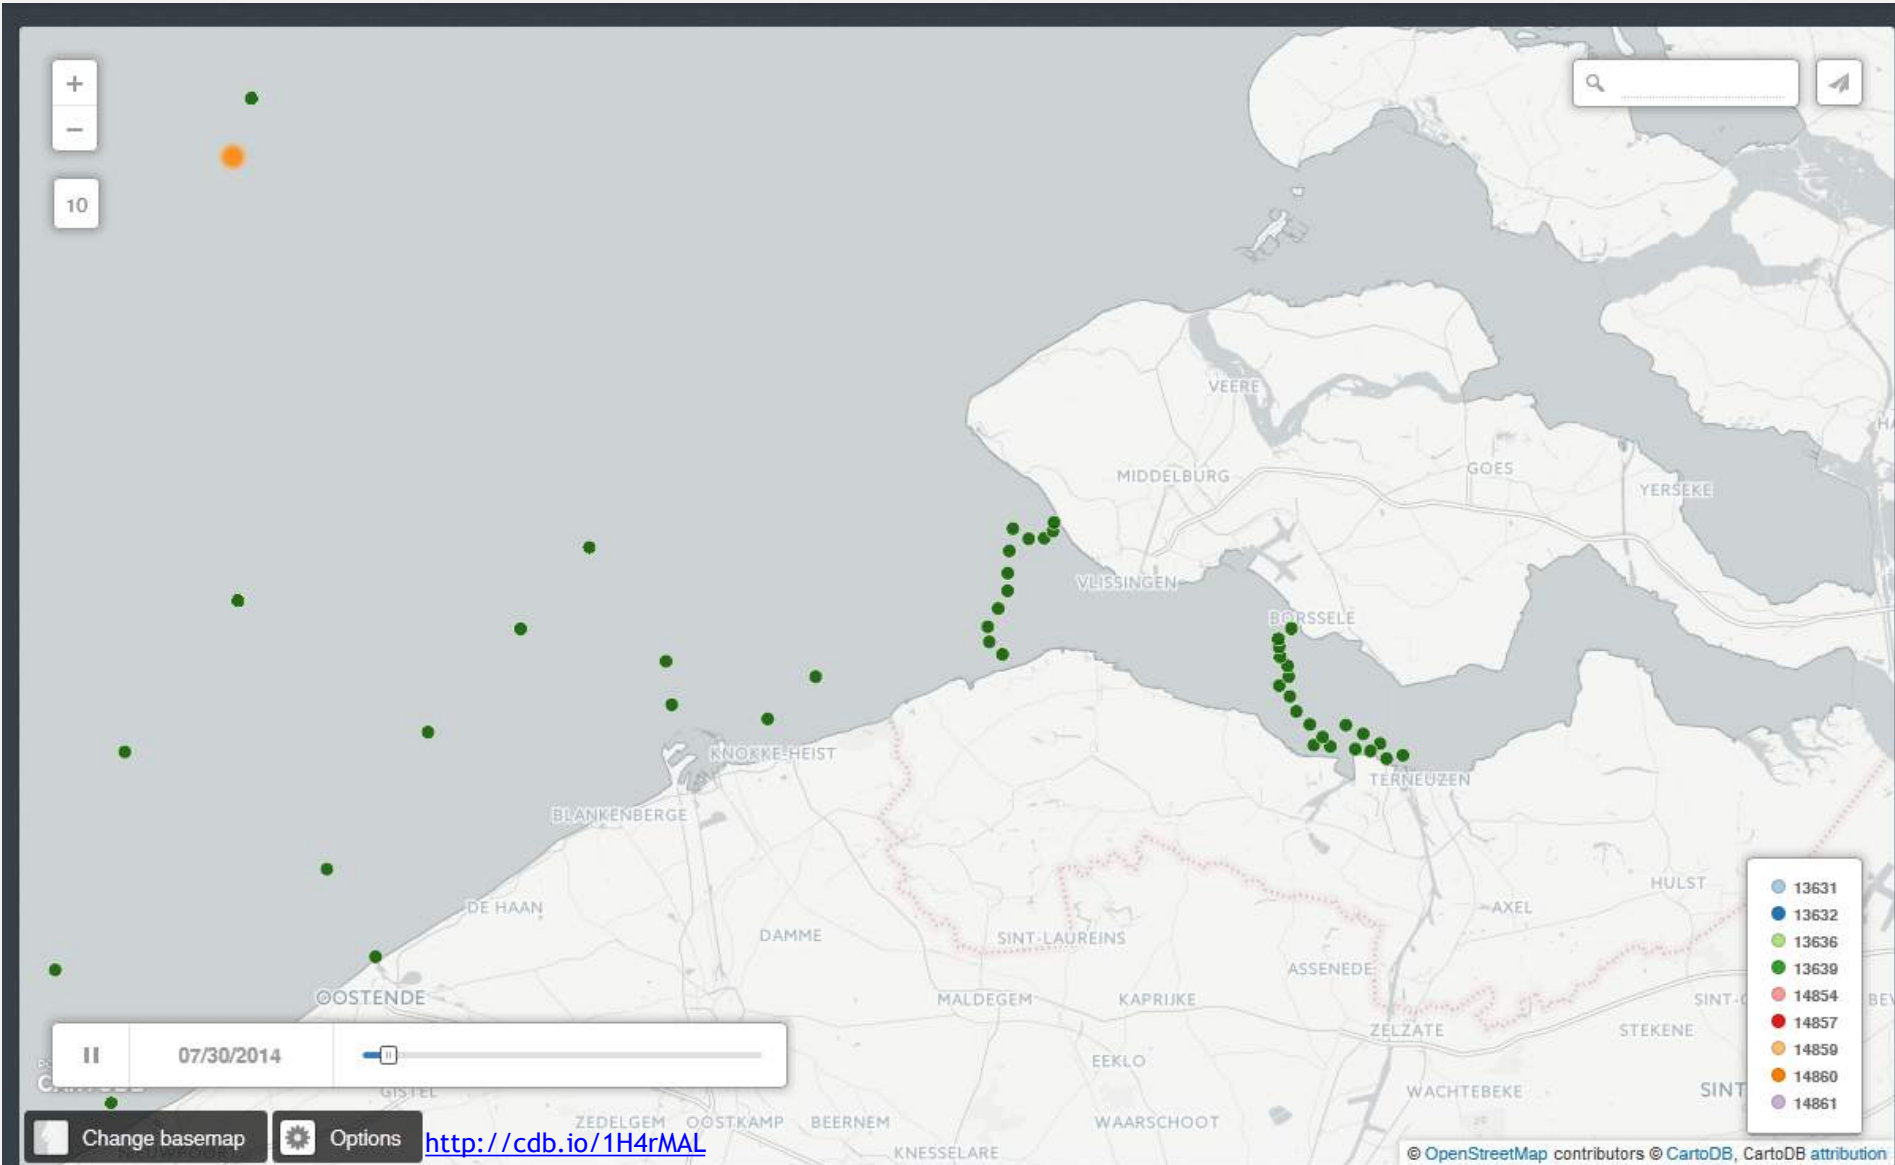 +
−
10
VEERE
MIDDELBURG
GOES
YERSEKE
VLISSINGEN
BORSSELE
KNOKKE-HEIST
TERNEUZEN
BLANKENBERGE
HULST
DE HAAN
AXEL
DAMME
SINT-LAUREINS
ASSENEDE
OOSTENDE
MALDEGEM
KAPRIJKE
ZELZATE
STEKENE
EEKLO
WACHTEBEKE
SINT
GISTEL
ZEDELGEM
OOSTKAMP
BEERNEM
WAARSCHOOT
KNESSELARE
13631
13632
13636
13639
14854
14857
14859
14860
14861
07/30/2014
Change basemap
Options
http://cdb.io/1H4rMAL
© OpenStreetMap contributors © CartoDB, CartoDB attribution